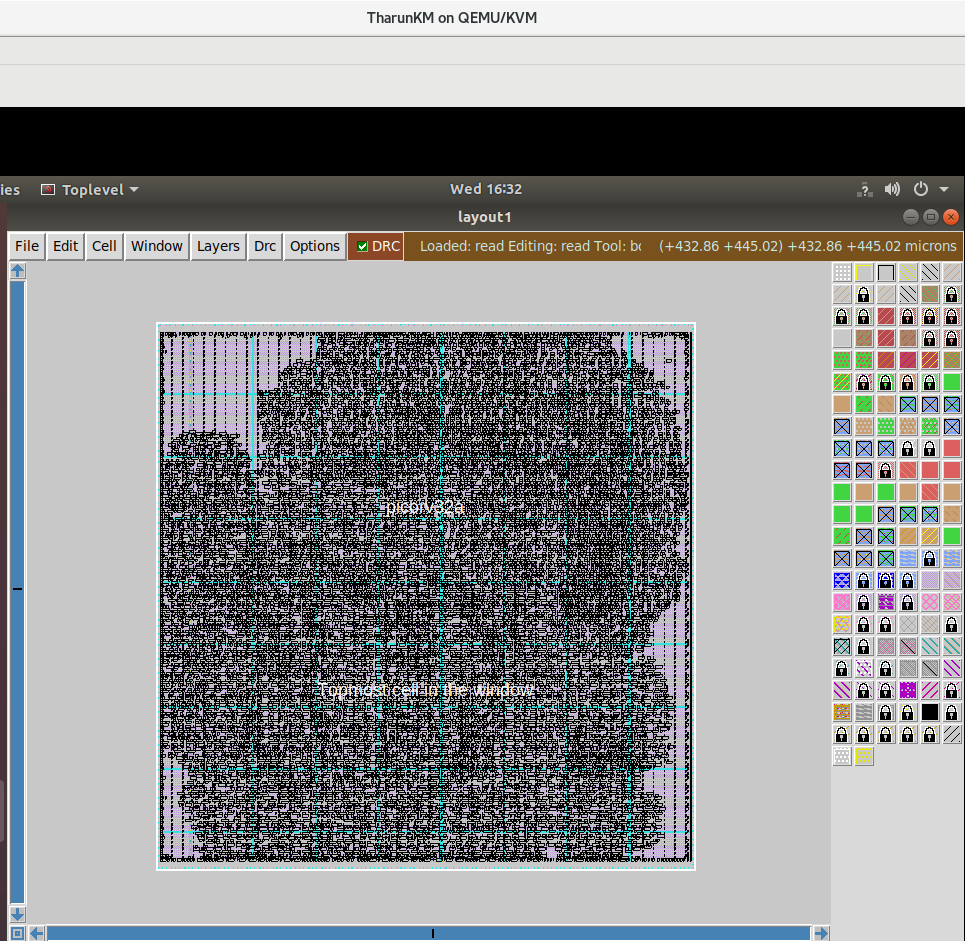 TharunKM on QEMU/KVM
ies Toplevel Wed 16:32
layout1
File Edit Cell Window Layers Drc Options DRC Loaded: read Editing: read Tool: bo (+432.86 +445.02) +432.86 +445.02 microns
picorv32a
Topmost cell in the window